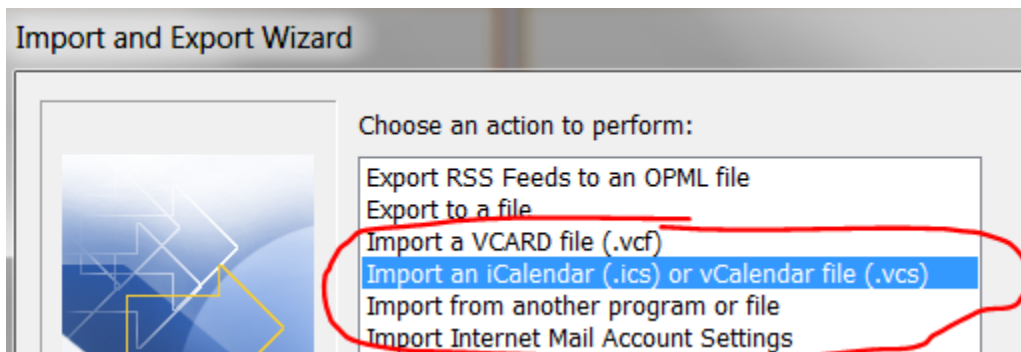 Import and Export Wizard
Choose an action to perform:
Export RSS Feeds to an OPML file
Export to a file
Import a VCARD file (.vcf)
Import an iCalendar (.ics) or vCalendar file (.vcs)
Import from another program or file
Import Internet Mail Account Settings